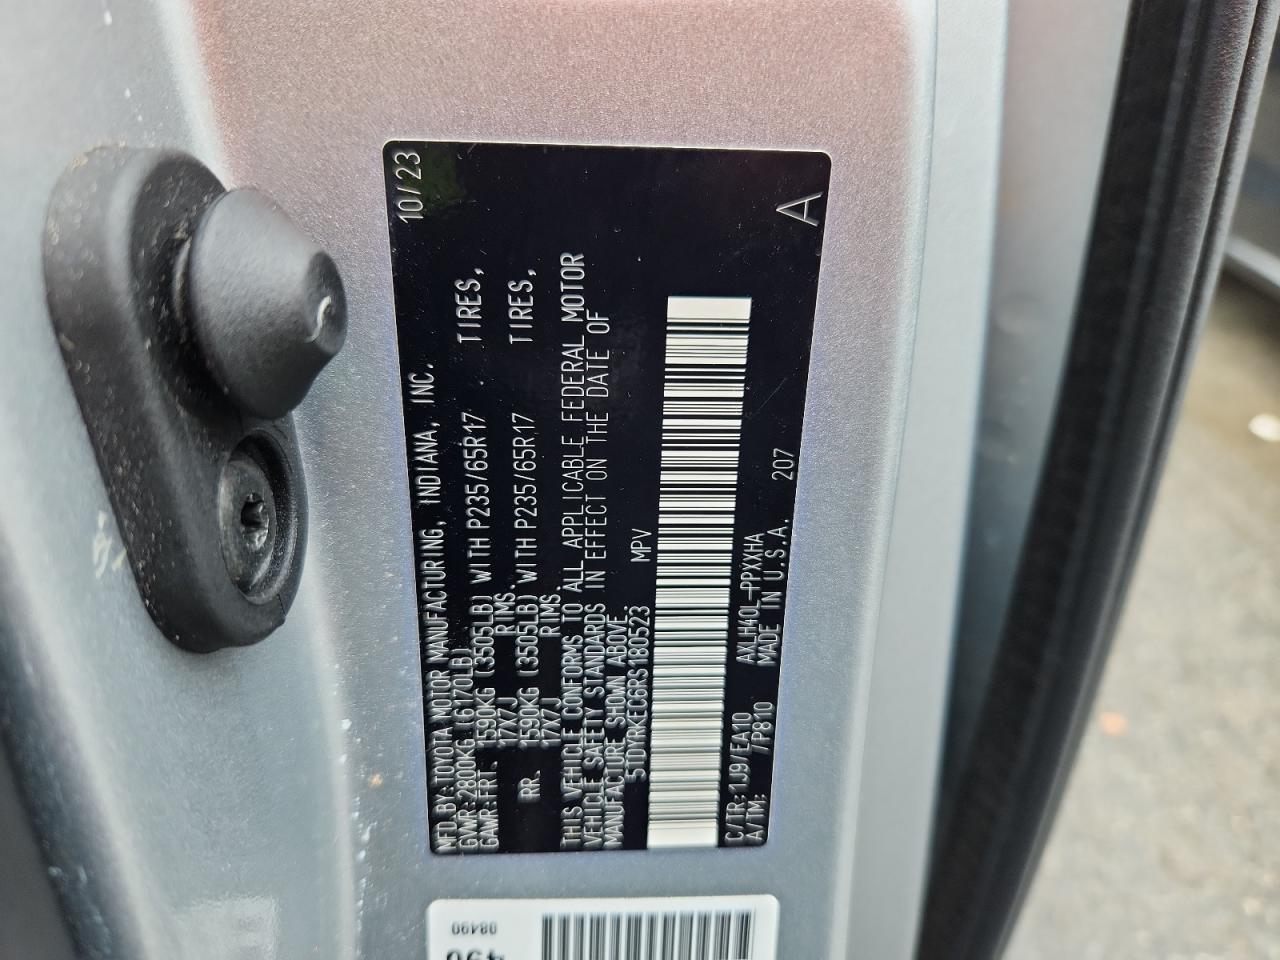 MFD.BY:TOYOTA MOTOR MANUFACTURING, INDIANA, INC. 10/23
GVWR:2800KG (6170LB)
GAWR:FRT. 1590KG (3505LB) WITH P235/65R17 TIRES,
17X7J RIMS.
RR. 1590KG (3505LB) WITH P235/65R17 TIRES,
17X7J RIMS.
THIS VEHICLE CONFORMS TO ALL APPLICABLE FEDERAL MOTOR
VEHICLE SAFETY STANDARDS IN EFFECT ON THE DATE OF
MANUFACTURE SHOWN ABOVE.
5TDYRKEC6RS180523 MPV
C/TR:1J9/EA10 AXLH40L-PPXXHA
A/TM: /P810 MADE IN U.S.A. 207 A
08490